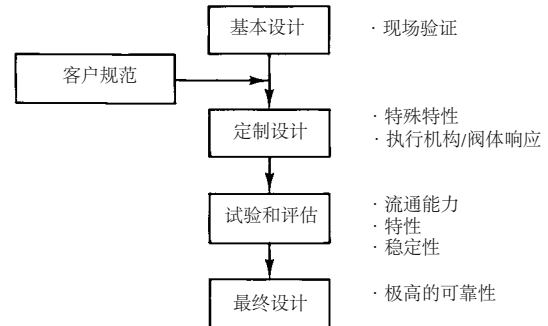 基本设计
· 现场验证
客户规范
定制设计
· 特殊特性
· 执行机构/阀体响应
试验和评估
· 流通能力
· 特性
· 稳定性
最终设计
· 极高的可靠性